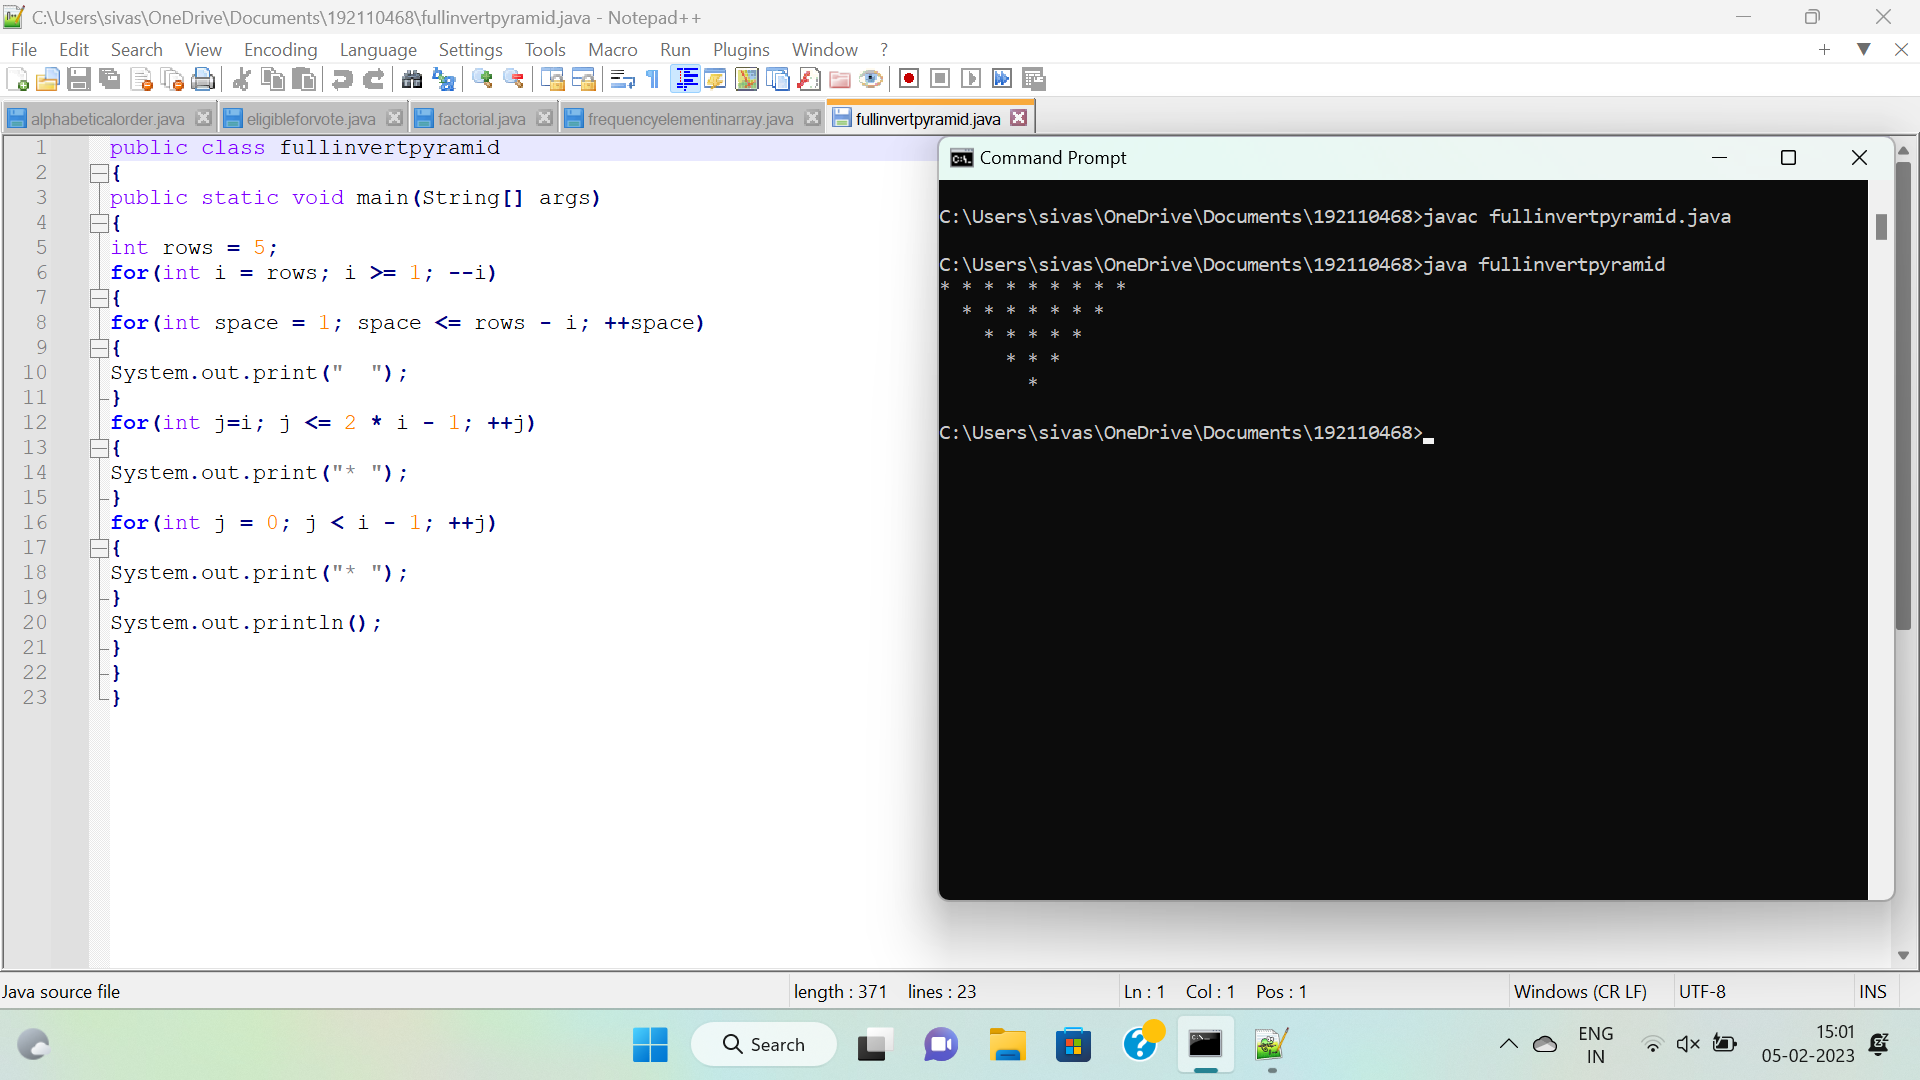 C:\Users\sivas\OneDrive\Documents\192110468\fullinvertpyramid.java - Notepad++
File Edit Search View Encoding Language Settings Tools Macro Run Plugins Window ?
alphabeticalorder.java eligibleforvote.java factorial.java frequencyelementinarray.java fullinvertpyramid.java
1 public class fullinvertpyramid
2 {
3 public static void main(String[] args)
4 {
5 int rows = 5;
6 for(int i = rows; i >= 1; --i)
7 {
8 for(int space = 1; space <= rows - i; ++space)
9 {
10 System.out.print("  ");
11 }
12 for(int j=i; j <= 2 * i - 1; ++j)
13 {
14 System.out.print("* ");
15 }
16 for(int j = 0; j < i - 1; ++j)
17 {
18 System.out.print("* ");
19 }
20 System.out.println();
21 }
22 }
23 }
Command Prompt
C:\Users\sivas\OneDrive\Documents\192110468>javac fullinvertpyramid.java
C:\Users\sivas\OneDrive\Documents\192110468>java fullinvertpyramid
* * * * * * * * *
  * * * * * * *
    * * * * *
      * * *
        *
C:\Users\sivas\OneDrive\Documents\192110468>
Java source file length : 371 lines : 23 Ln : 1 Col : 1 Pos : 1 Windows (CR LF) UTF-8 INS
Search
ENG
IN
15:01
05-02-2023